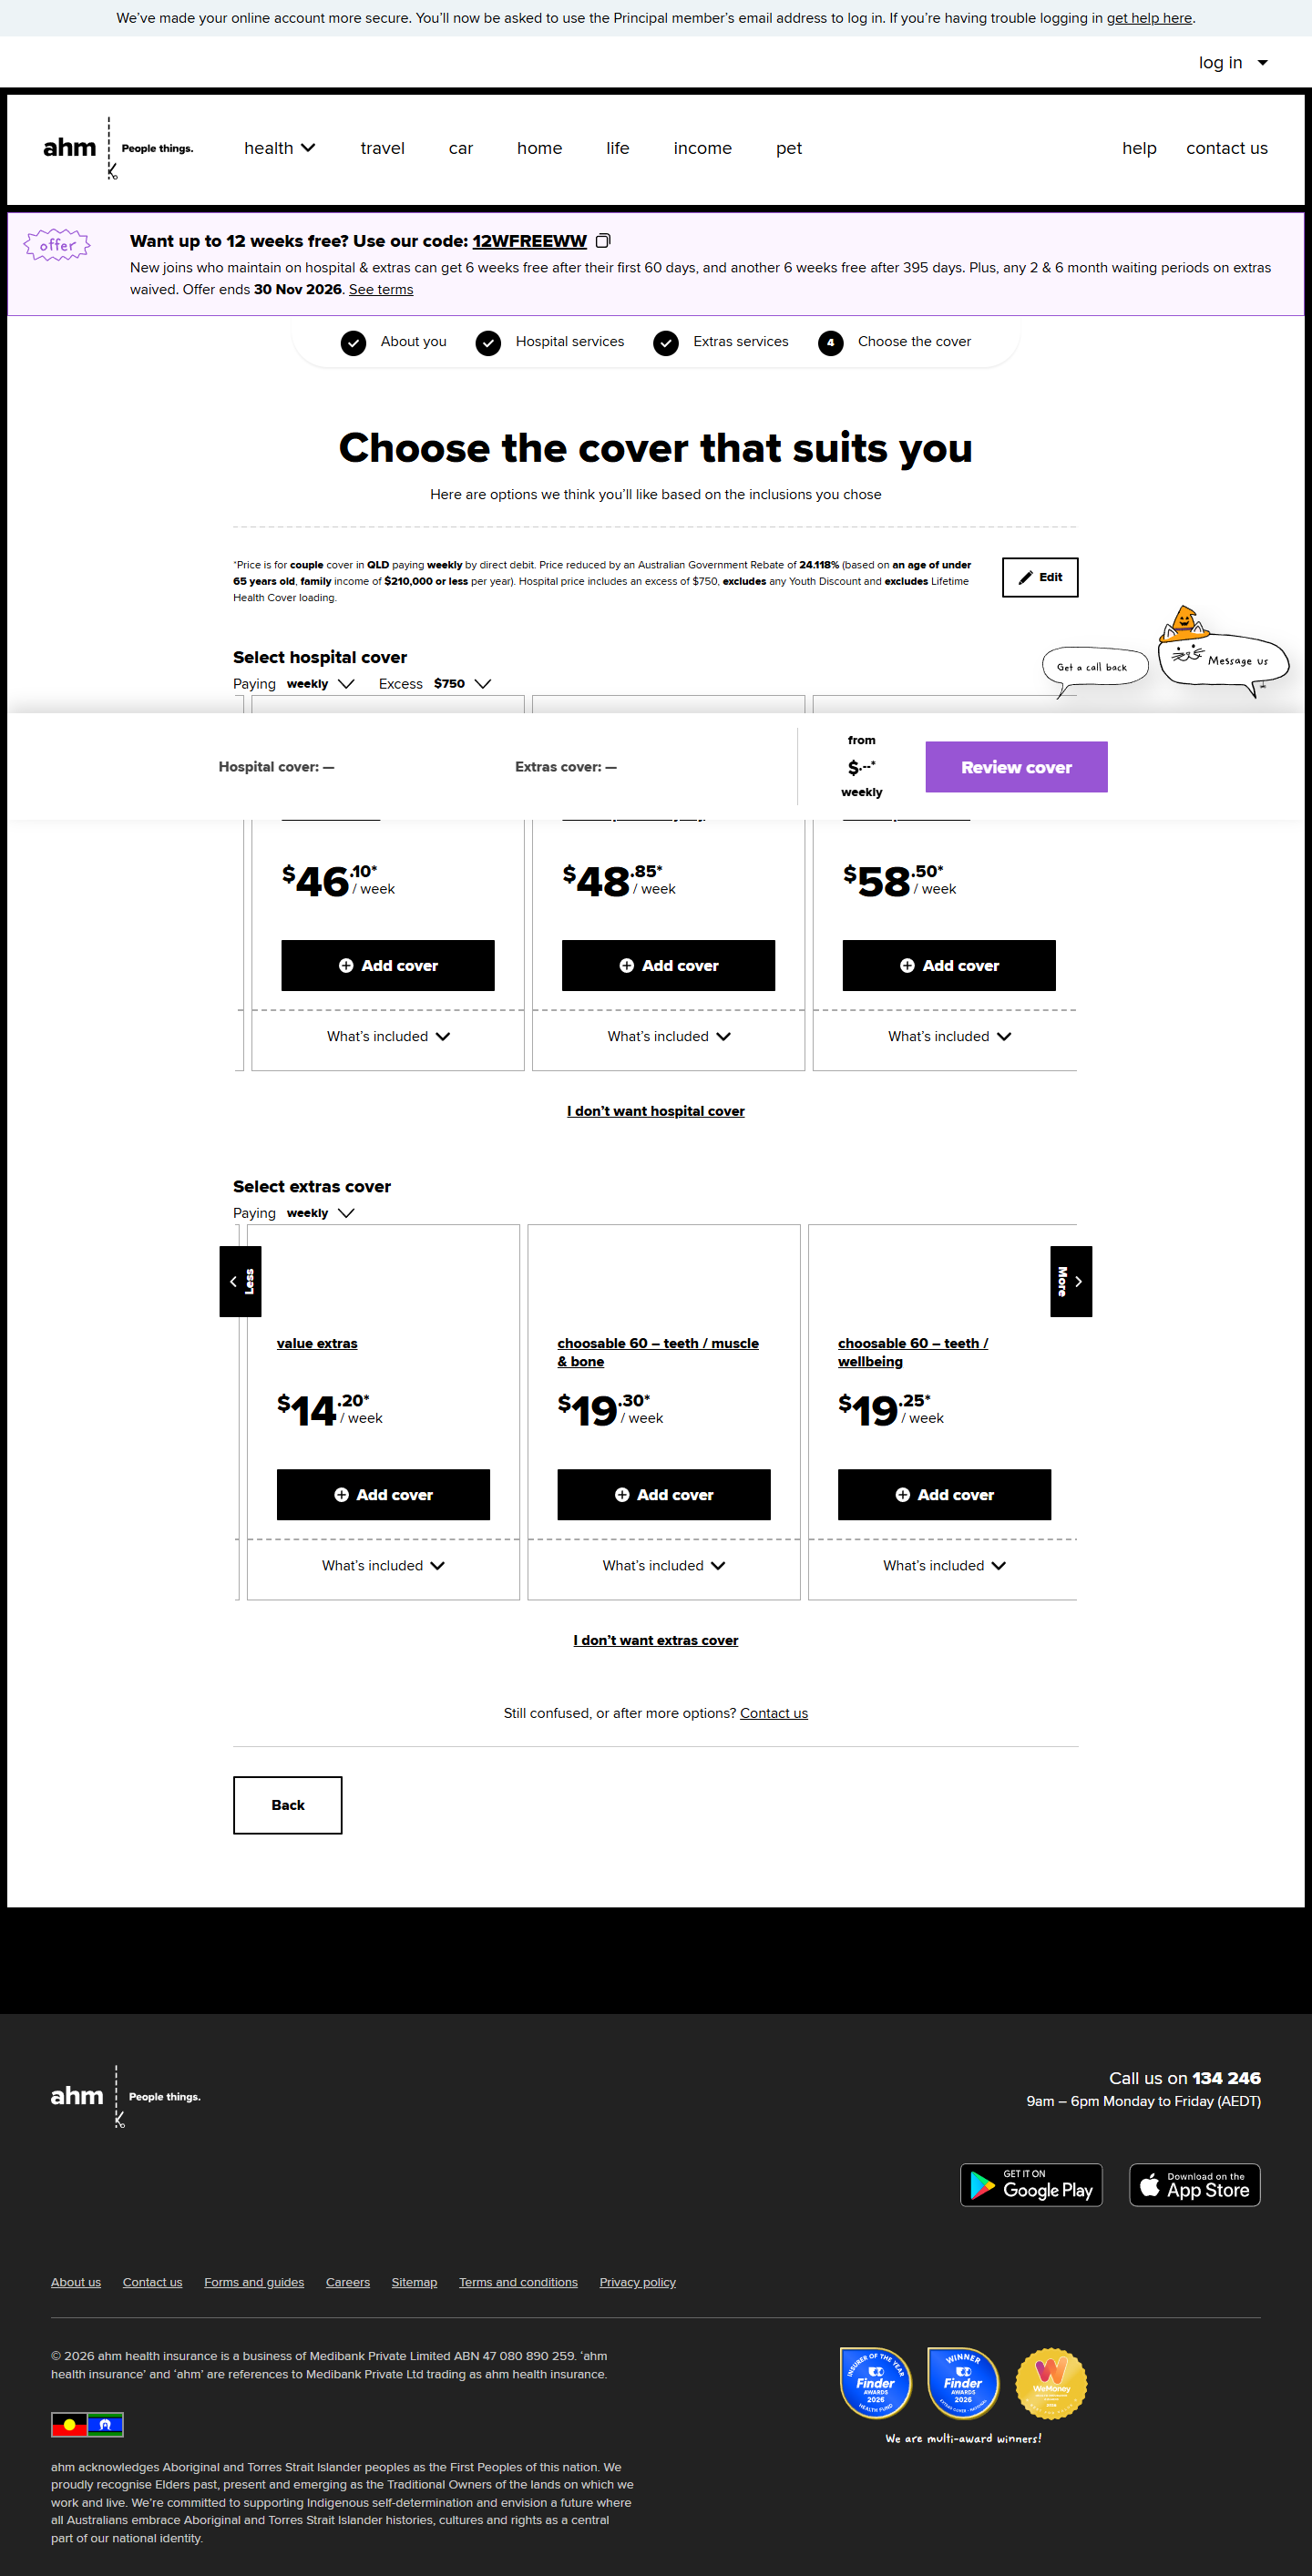 We've made your online account more secure. You'll now be asked to use the Principal member's email address to log in. If you're having trouble logging in get help here.
log in
ahm People things.
health
travel
car
home
life
income
pet
help
contact us
offer
Want up to 12 weeks free? Use our code: 12WFREEWW
New joins who maintain on hospital & extras can get 6 weeks free after their first 60 days, and another 6 weeks free after 395 days. Plus, any 2 & 6 month waiting periods on extras
waived. Offer ends 30 Nov 2026. See terms
About you
Hospital services
Extras services
4 Choose the cover
Choose the cover that suits you
Here are options we think you'll like based on the inclusions you chose
*Price is for couple cover in QLD paying weekly by direct debit. Price reduced by an Australian Government Rebate of 24.118% (based on an age of under
65 years old, family income of $210,000 or less per year). Hospital price includes an excess of $750, excludes any Youth Discount and excludes Lifetime
Health Cover loading.
Edit
Select hospital cover
Paying weekly Excess $750
Get a call back
Message us
Hospital cover: —
Extras cover: —
from
$.--*
weekly
Review cover
$46.10* / week
$48.85* / week
$58.50* / week
Add cover
Add cover
Add cover
What's included
What's included
What's included
I don't want hospital cover
Select extras cover
Paying weekly
Less
More
value extras
choosable 60 – teeth / muscle
& bone
choosable 60 – teeth /
wellbeing
$14.20* / week
$19.30* / week
$19.25* / week
Add cover
Add cover
Add cover
What's included
What's included
What's included
I don't want extras cover
Still confused, or after more options? Contact us
Back
ahm People things.
Call us on 134 246
9am – 6pm Monday to Friday (AEDT)
GET IT ON
Google Play
Download on the
App Store
About us
Contact us
Forms and guides
Careers
Sitemap
Terms and conditions
Privacy policy
© 2026 ahm health insurance is a business of Medibank Private Limited ABN 47 080 890 259. 'ahm
health insurance' and 'ahm' are references to Medibank Private Ltd trading as ahm health insurance.
INSURER OF THE YEAR
Finder
AWARDS
2026
HEALTH FUND
WINNER
Finder
AWARDS
2026
WeMoney
We are multi-award winners!
ahm acknowledges Aboriginal and Torres Strait Islander peoples as the First Peoples of this nation. We
proudly recognise Elders past, present and emerging as the Traditional Owners of the lands on which we
work and live. We're committed to supporting Indigenous self-determination and envision a future where
all Australians embrace Aboriginal and Torres Strait Islander histories, cultures and rights as a central
part of our national identity.